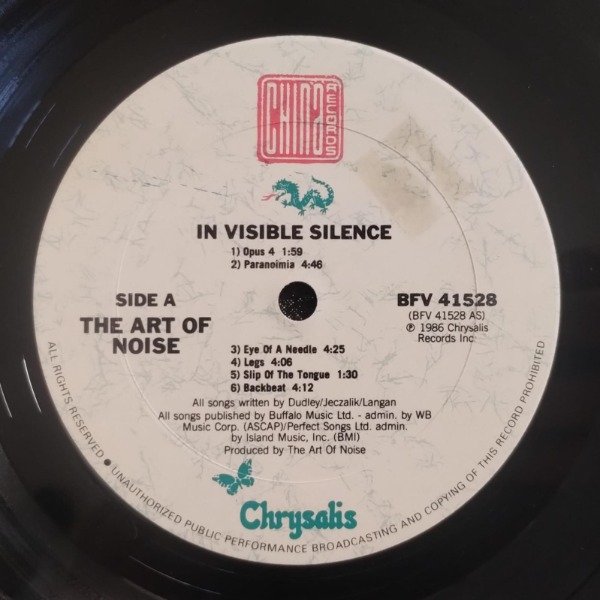 CHINA
RECORDS
IN VISIBLE SILENCE
1) Opus 4 1:59
2) Paranoimia 4:46
SIDE A
THE ART OF
NOISE
BFV 41528
(BFV 41528 AS)
℗ 1986 Chrysalis
Records Inc.
3) Eye Of A Needle 4:25
4) Legs 4:06
5) Slip Of The Tongue 1:30
6) Backbeat 4:12
All songs written by Dudley/Jeczalik/Langan
All songs published by Buffalo Music Ltd. - admin. by WB
Music Corp. (ASCAP)/Perfect Songs Ltd. admin.
by Island Music, Inc. (BMI)
Produced by The Art Of Noise
Chrysalis
ALL RIGHTS RESERVED ● UNAUTHORIZED PUBLIC PERFORMANCE BROADCASTING AND COPYING OF THIS RECORD PROHIBITED